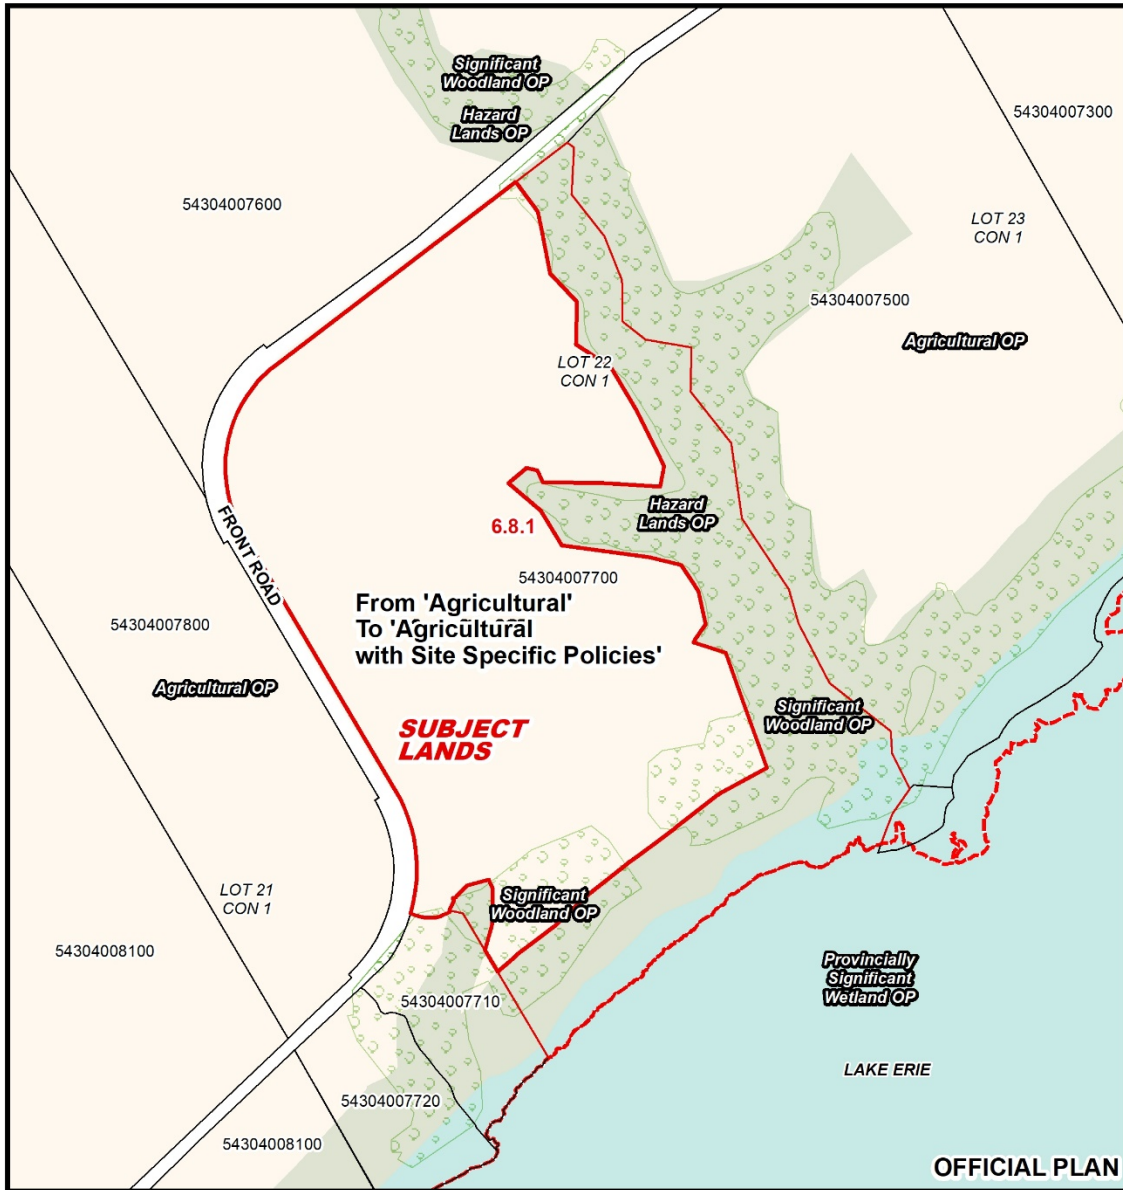 Significant
Woodland OP
Hazard
Lands OP
54304007300
54304007600
LOT 23
CON 1
54304007500
Agricultural OP
LOT 22
CON 1
Hazard
Lands OP
6.8.1
FRONT ROAD
54304007700
From 'Agricultural'
To 'Agricultural
with Site Specific Policies'
54304007800
Agricultural OP
SUBJECT
LANDS
Significant
Woodland OP
LOT 21
CON 1
Significant
Woodland OP
54304008100
Provincially
Significant
Wetland OP
54304007710
LAKE ERIE
54304007720
54304008100
OFFICIAL PLAN